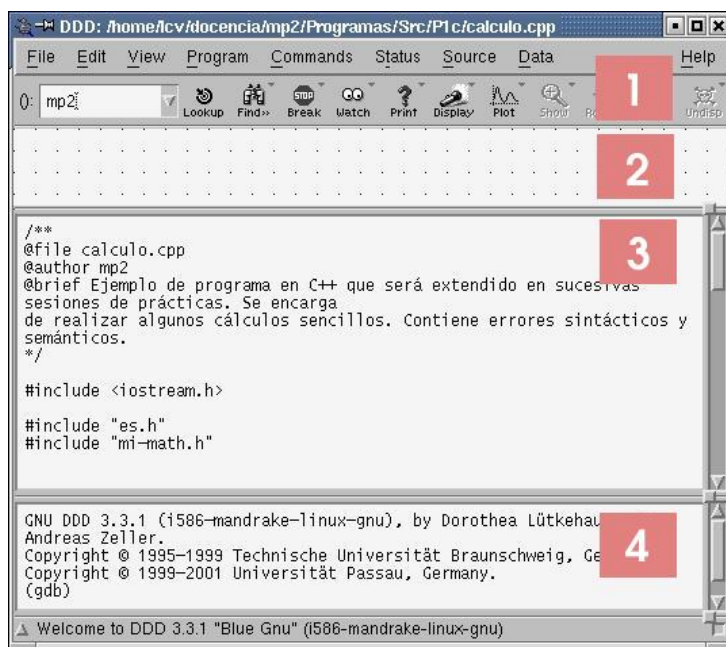 DDD: /home/lcv/docencia/mp2/Programas/Src/P1c/calculo.cpp
File Edit View Program Commands Status Source Data Help
1
(): mp2
Lookup Find» Break Watch Print Display Plot Show Undisp
2
3
/**
@file calculo.cpp
@author mp2
@brief Ejemplo de programa en C++ que será extendido en sucesivas
sesiones de prácticas. Se encarga
de realizar algunos cálculos sencillos. Contiene errores sintácticos y
semánticos.
*/
#include <iostream.h>
#include "es.h"
#include "mi-math.h"
4
GNU DDD 3.3.1 (i586-mandrake-linux-gnu), by Dorothea
Andreas Zeller.
Copyright © 1995-1999 Technische Universität Braunschweig,
Copyright © 1999-2001 Universität Passau, Germany.
(gdb)
Welcome to DDD 3.3.1 "Blue Gnu" (i586-mandrake-linux-gnu)